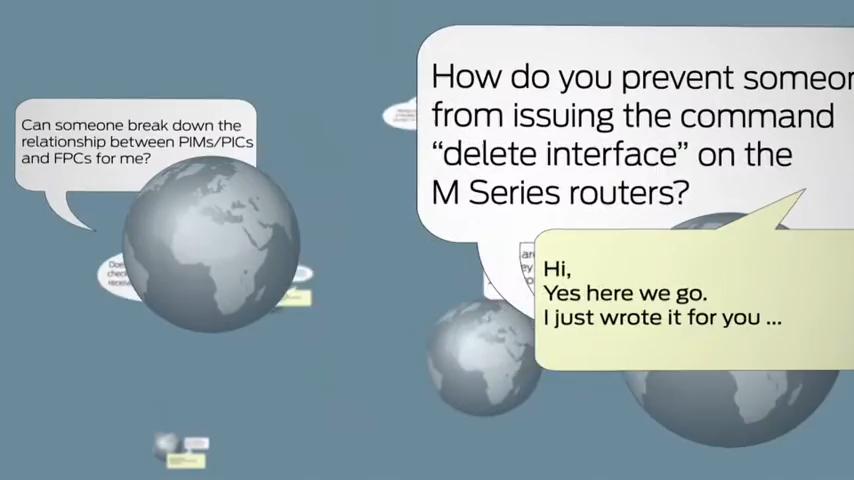 Can someone break down the
relationship between PIMs/PICs
and FPCs for me?
How do you prevent
from issuing the command
“delete interface” on the
M Series routers?
Hi,
Yes here we go.
I just wrote it for you ...